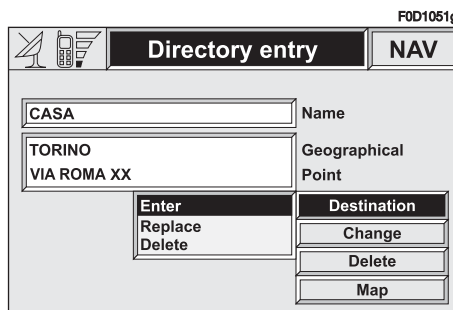 F0D1051g
Directory entry NAV
CASA Name
TORINO Geographical
VIA ROMA XX Point
Enter Destination
Replace Change
Delete
Delete
Map